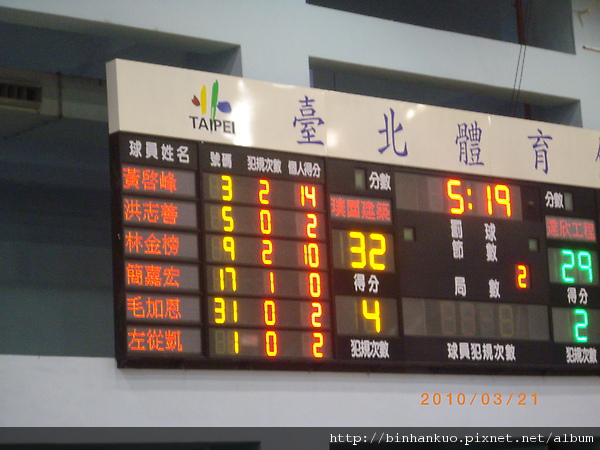 TAIPEI
臺北體育
球員姓名 號碼 犯規次數 個人得分
黃啓峰 3 2 14
洪志善 5 0 2
林金榜 9 2 10
簡嘉宏 17 1 0
毛加恩 31 0 2
左從凱 1 0 2
分數
璞園建築
32
得分
4
犯規次數
5:19
罰球
節數
局數 2
球員犯規次數
分數
達欣工程
29
得分
2
犯規次數
2010/03/21
http://binhankuo.pixnet.net/album